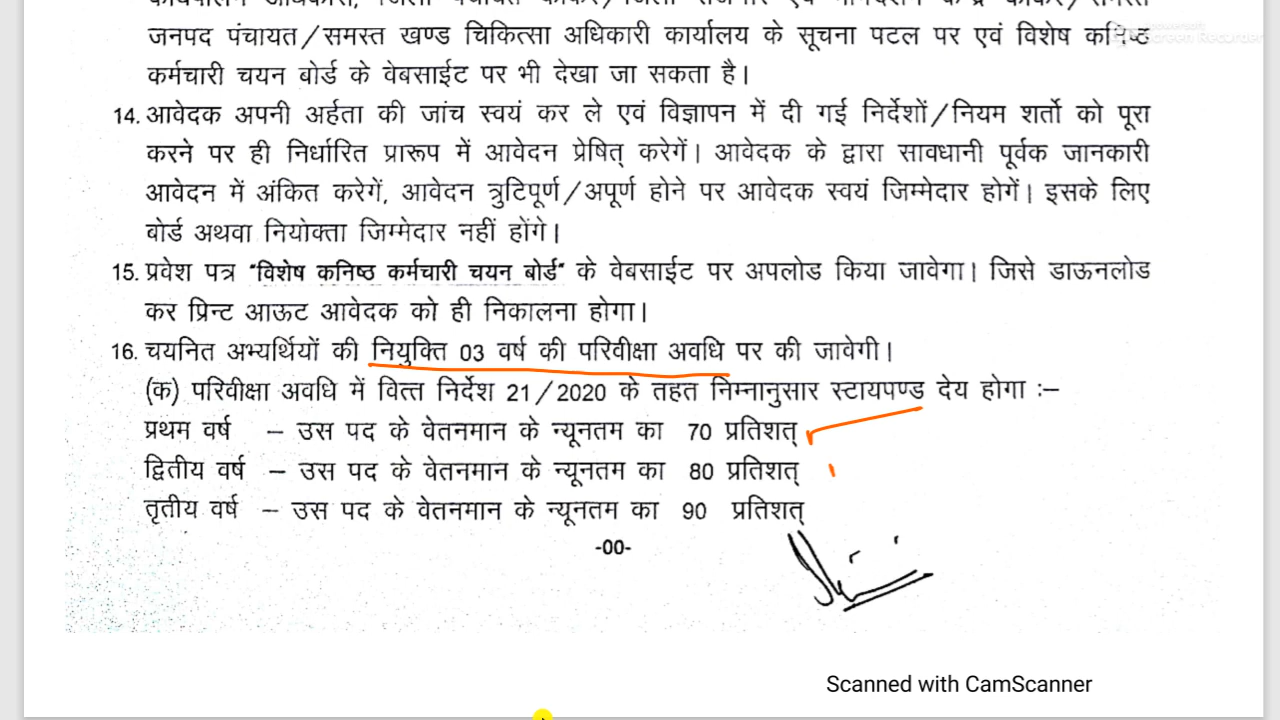 जनपद पंचायत/समस्त खण्ड चिकित्सा अधिकारी कार्यालय के सूचना पटल पर एवं विशेष कनिष्ठ
कर्मचारी चयन बोर्ड के वेबसाईट पर भी देखा जा सकता है।
14. आवेदक अपनी अर्हता की जांच स्वयं कर ले एवं विज्ञापन में दी गई निर्देशों/नियम शर्तो को पूरा
करने पर ही निर्धारित प्रारूप में आवेदन प्रेषित् करेगें। आवेदक के द्वारा सावधानी पूर्वक जानकारी
आवेदन में अंकित करेगें, आवेदन त्रुटिपूर्ण/अपूर्ण होने पर आवेदक स्वयं जिम्मेदार होगें। इसके लिए
बोर्ड अथवा नियोक्ता जिम्मेदार नहीं होंगे।
15. प्रवेश पत्र "विशेष कनिष्ठ कर्मचारी चयन बोर्ड" के वेबसाईट पर अपलोड किया जावेगा। जिसे डाऊनलोड
कर प्रिन्ट आऊट आवेदक को ही निकालना होगा।
16. चयनित अभ्यर्थियों की नियुक्ति 03 वर्ष की परिवीक्षा अवधि पर की जावेगी।
(क) परिवीक्षा अवधि में वित्त निर्देश 21/2020 के तहत निम्नानुसार स्टायपण्ड देय होगा :–
प्रथम वर्ष – उस पद के वेतनमान के न्यूनतम का 70 प्रतिशत्
द्वितीय वर्ष – उस पद के वेतनमान के न्यूनतम का 80 प्रतिशत्
तृतीय वर्ष – उस पद के वेतनमान के न्यूनतम का 90 प्रतिशत्
-00-
Scanned with CamScanner
Screen Recorder